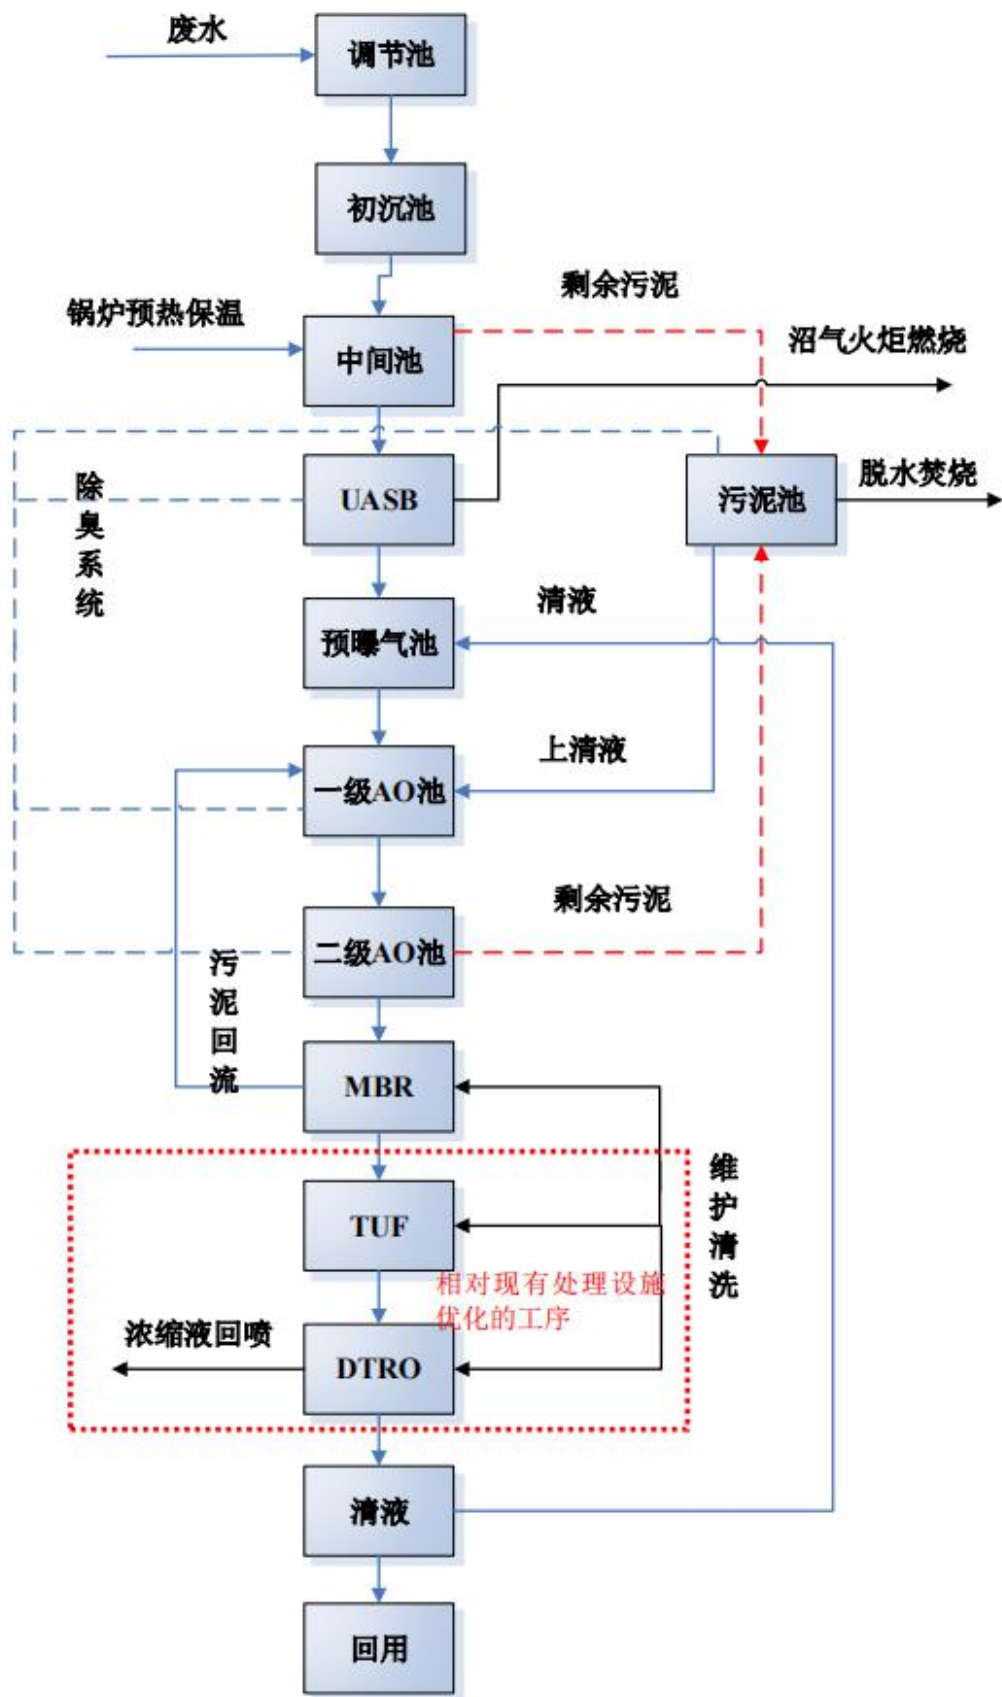 废水
调节池
初沉池
剩余污泥
锅炉预热保温
沼气火炬燃烧
中间池
除臭系统
UASB
污泥池
脱水焚烧
清液
预曝气池
上清液
一级AO池
剩余污泥
二级AO池
污泥回流
MBR
维护清洗
TUF
相对现有处理设施
优化的工序
浓缩液回喷
DTRO
清液
回用